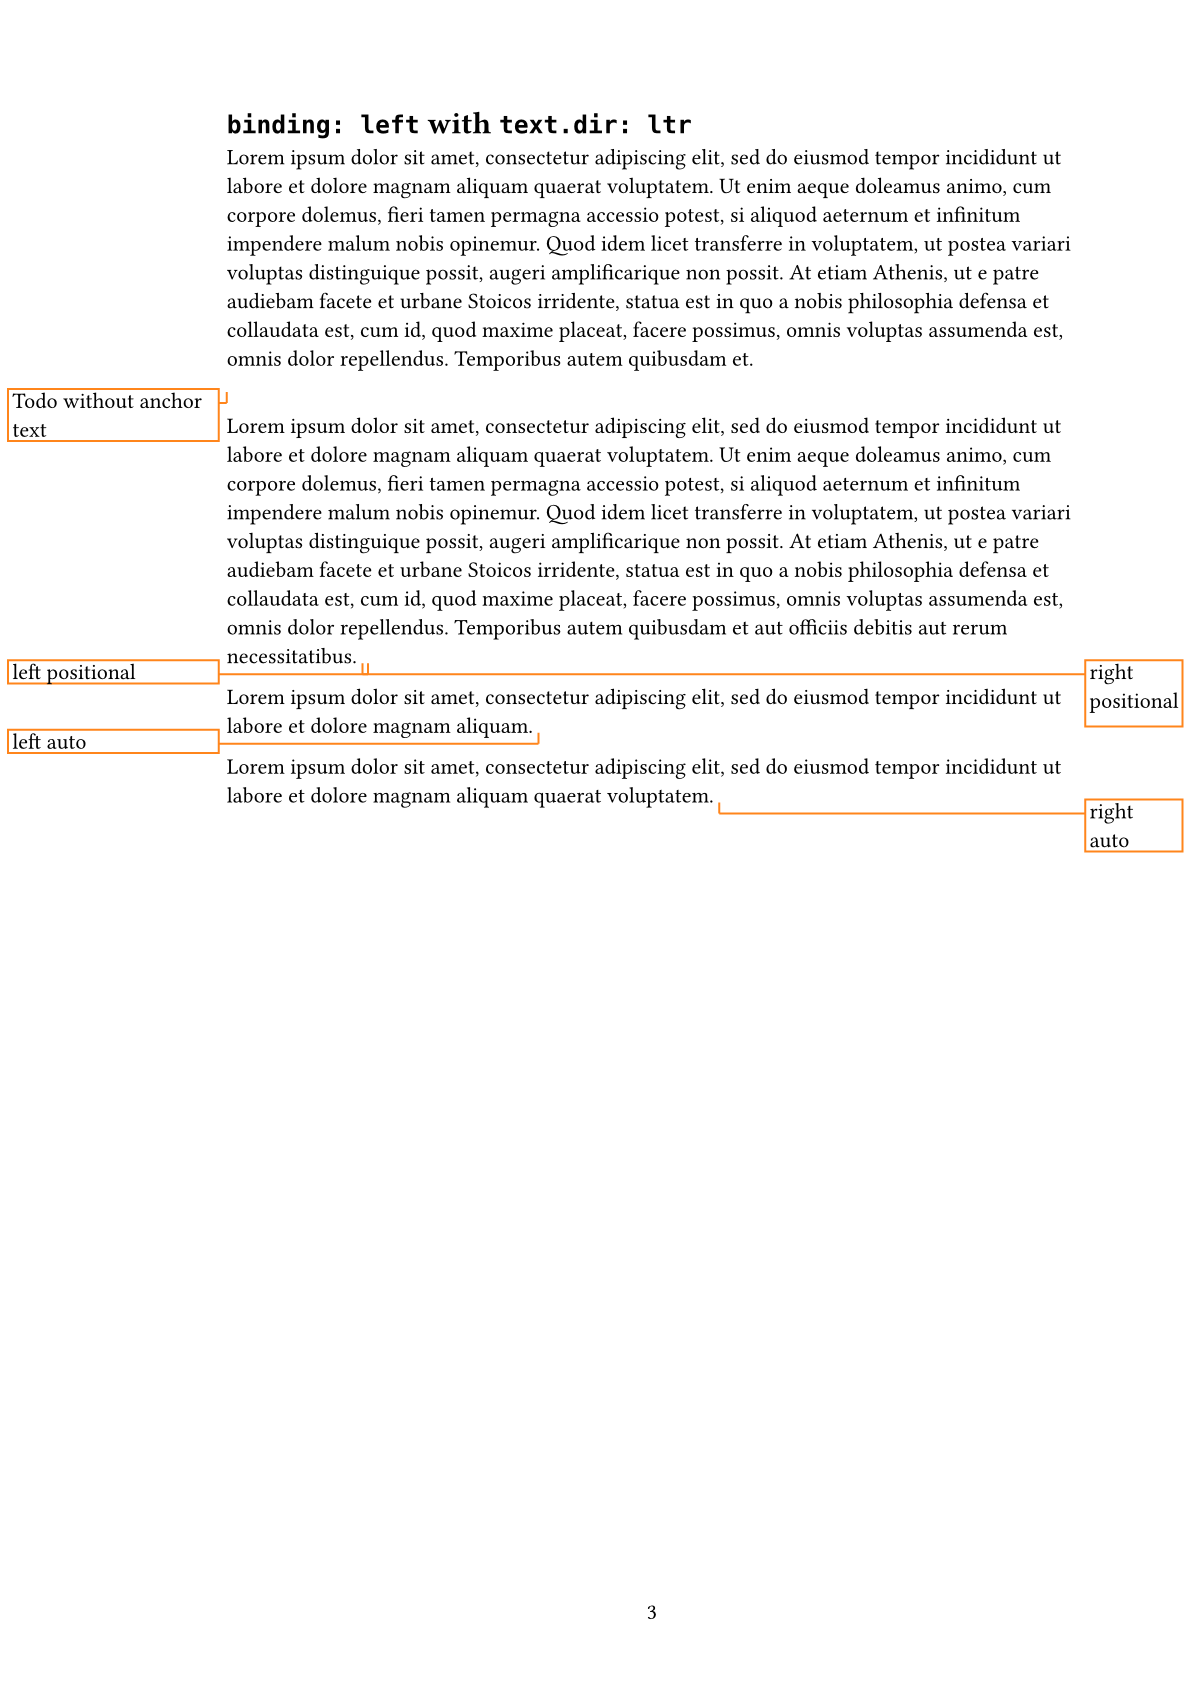 binding: left with text.dir: ltr
Lorem ipsum dolor sit amet, consectetur adipiscing elit, sed do eiusmod tempor incididunt ut
labore et dolore magnam aliquam quaerat voluptatem. Ut enim aeque doleamus animo, cum
corpore dolemus, fieri tamen permagna accessio potest, si aliquod aeternum et infinitum
impendere malum nobis opinemur. Quod idem licet transferre in voluptatem, ut postea variari
voluptas distinguique possit, augeri amplificarique non possit. At etiam Athenis, ut e patre
audiebam facete et urbane Stoicos irridente, statua est in quo a nobis philosophia defensa et
collaudata est, cum id, quod maxime placeat, facere possimus, omnis voluptas assumenda est,
omnis dolor repellendus. Temporibus autem quibusdam et.
Todo without anchor
text
Lorem ipsum dolor sit amet, consectetur adipiscing elit, sed do eiusmod tempor incididunt ut
labore et dolore magnam aliquam quaerat voluptatem. Ut enim aeque doleamus animo, cum
corpore dolemus, fieri tamen permagna accessio potest, si aliquod aeternum et infinitum
impendere malum nobis opinemur. Quod idem licet transferre in voluptatem, ut postea variari
voluptas distinguique possit, augeri amplificarique non possit. At etiam Athenis, ut e patre
audiebam facete et urbane Stoicos irridente, statua est in quo a nobis philosophia defensa et
collaudata est, cum id, quod maxime placeat, facere possimus, omnis voluptas assumenda est,
omnis dolor repellendus. Temporibus autem quibusdam et aut officiis debitis aut rerum
necessitatibus.
left positional
right
positional
Lorem ipsum dolor sit amet, consectetur adipiscing elit, sed do eiusmod tempor incididunt ut
labore et dolore magnam aliquam.
left auto
Lorem ipsum dolor sit amet, consectetur adipiscing elit, sed do eiusmod tempor incididunt ut
labore et dolore magnam aliquam quaerat voluptatem.
right
auto
3